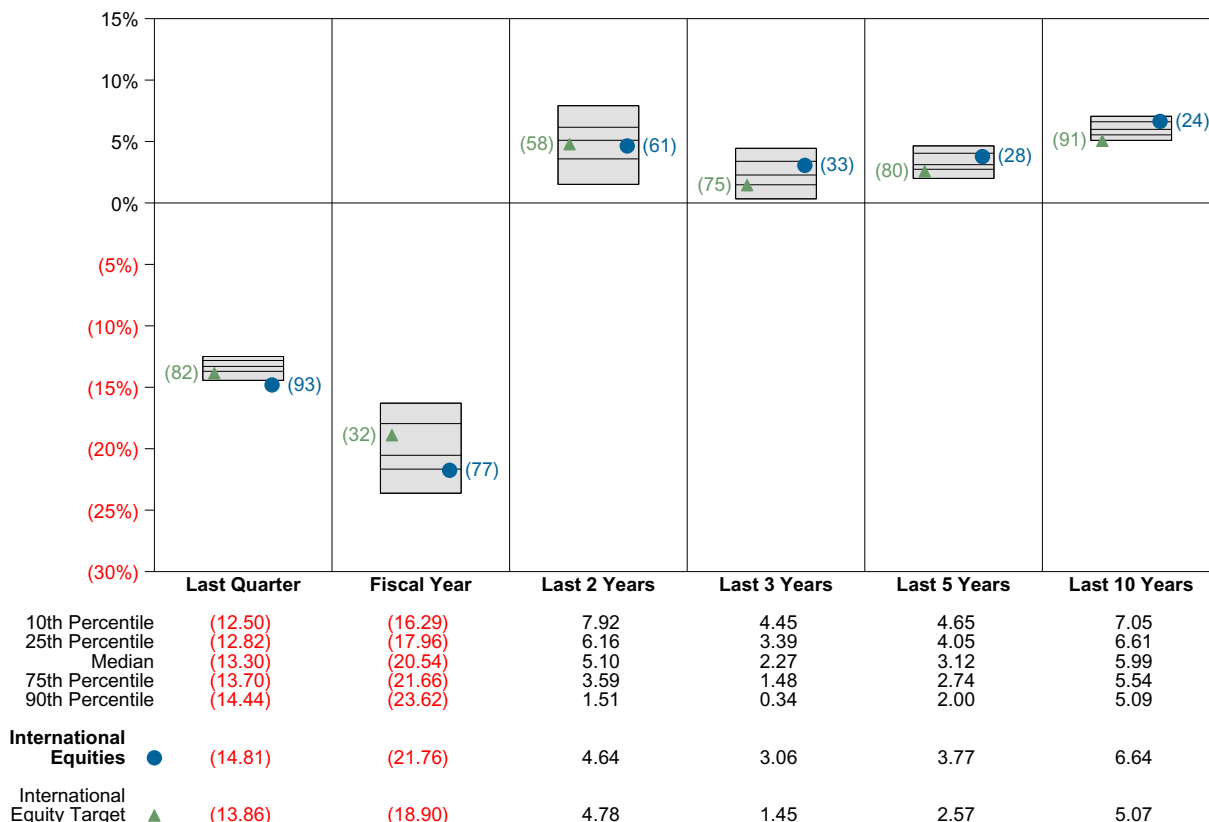 15%
10%
5%
0%
(5%)
(10%)
(15%)
(20%)
(25%)
(30%)
(82)
(93)
(32)
(77)
(58)
(61)
(75)
(33)
(80)
(28)
(91)
(24)
Last Quarter Fiscal Year Last 2 Years Last 3 Years Last 5 Years Last 10 Years
10th Percentile (12.50) (16.29) 7.92 4.45 4.65 7.05
25th Percentile (12.82) (17.96) 6.16 3.39 4.05 6.61
Median (13.30) (20.54) 5.10 2.27 3.12 5.99
75th Percentile (13.70) (21.66) 3.59 1.48 2.74 5.54
90th Percentile (14.44) (23.62) 1.51 0.34 2.00 5.09
International
Equities (14.81) (21.76) 4.64 3.06 3.77 6.64
International
Equity Target (13.86) (18.90) 4.78 1.45 2.57 5.07